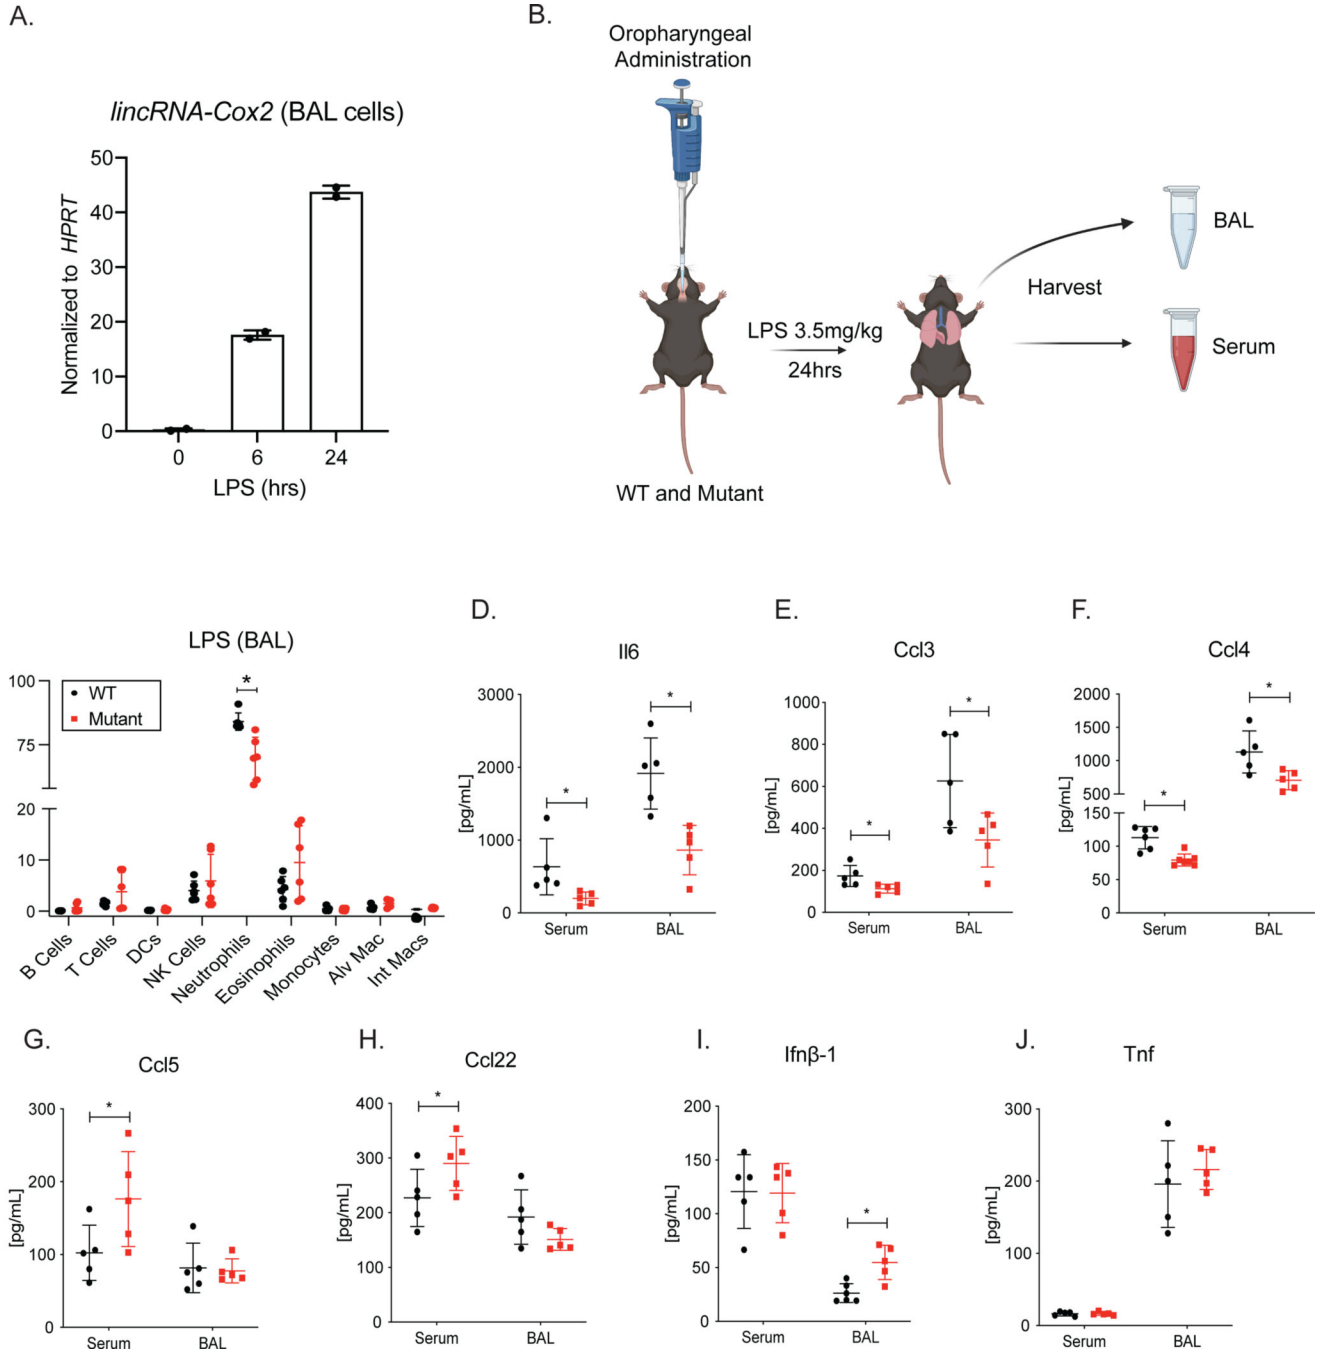 A.
lincRNA-Cox2 (BAL cells)
Normalized to HPRT
50
40
30
20
10
0
0 6 24
LPS (hrs)
B.
Oropharyngeal
Administration
LPS 3.5mg/kg
24hrs
Harvest
BAL
Serum
WT and Mutant
LPS (BAL)
WT
Mutant
*
100
75
20
10
0
B Cells
T Cells
DCs
NK Cells
Neutrophils
Eosinophils
Monocytes
Alv Mac
Int Macs
D.
Il6
[pg/mL]
3000
2000
1000
0
*
*
Serum BAL
E.
Ccl3
[pg/mL]
1000
800
600
400
200
0
*
*
Serum BAL
F.
Ccl4
[pg/mL]
2000
1500
1000
500
150
100
50
0
*
*
Serum BAL
G.
Ccl5
[pg/mL]
300
200
100
0
*
Serum BAL
H.
Ccl22
[pg/mL]
400
300
200
100
0
*
Serum BAL
I.
Ifnβ-1
[pg/mL]
200
150
100
50
0
*
Serum BAL
J.
Tnf
[pg/mL]
300
200
100
0
Serum BAL